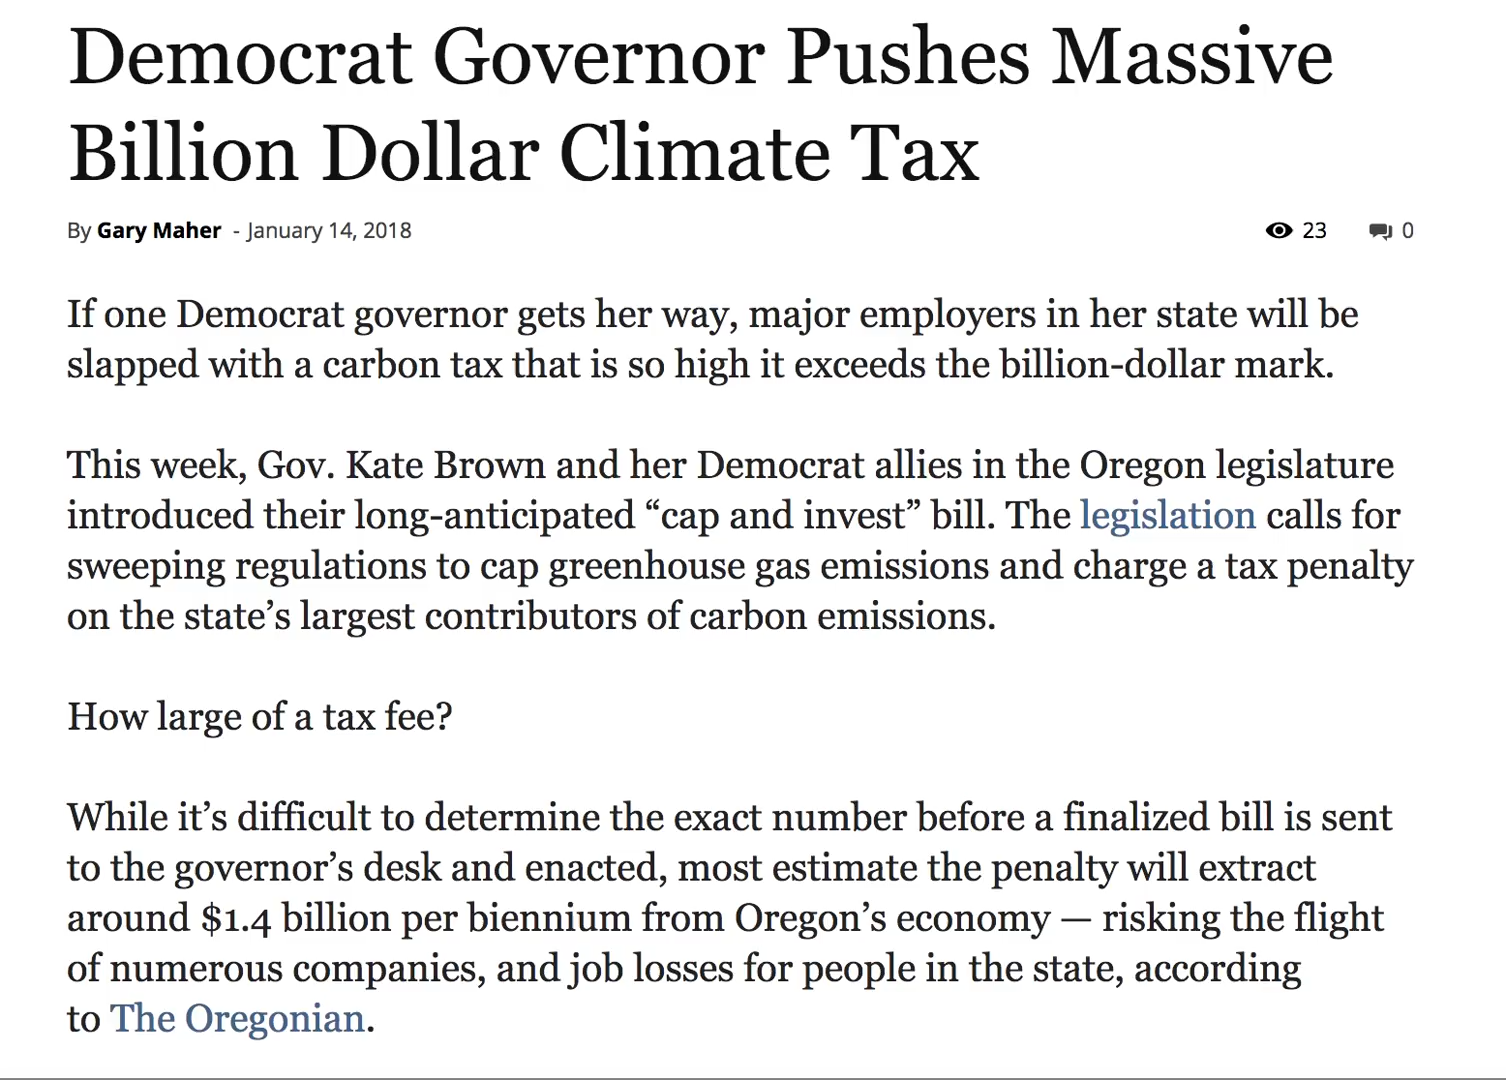 Democrat Governor Pushes Massive
Billion Dollar Climate Tax
By Gary Maher - January 14, 2018 23 0
If one Democrat governor gets her way, major employers in her state will be
slapped with a carbon tax that is so high it exceeds the billion-dollar mark.
This week, Gov. Kate Brown and her Democrat allies in the Oregon legislature
introduced their long-anticipated “cap and invest” bill. The legislation calls for
sweeping regulations to cap greenhouse gas emissions and charge a tax penalty
on the state’s largest contributors of carbon emissions.
How large of a tax fee?
While it’s difficult to determine the exact number before a finalized bill is sent
to the governor’s desk and enacted, most estimate the penalty will extract
around $1.4 billion per biennium from Oregon’s economy — risking the flight
of numerous companies, and job losses for people in the state, according
to The Oregonian.